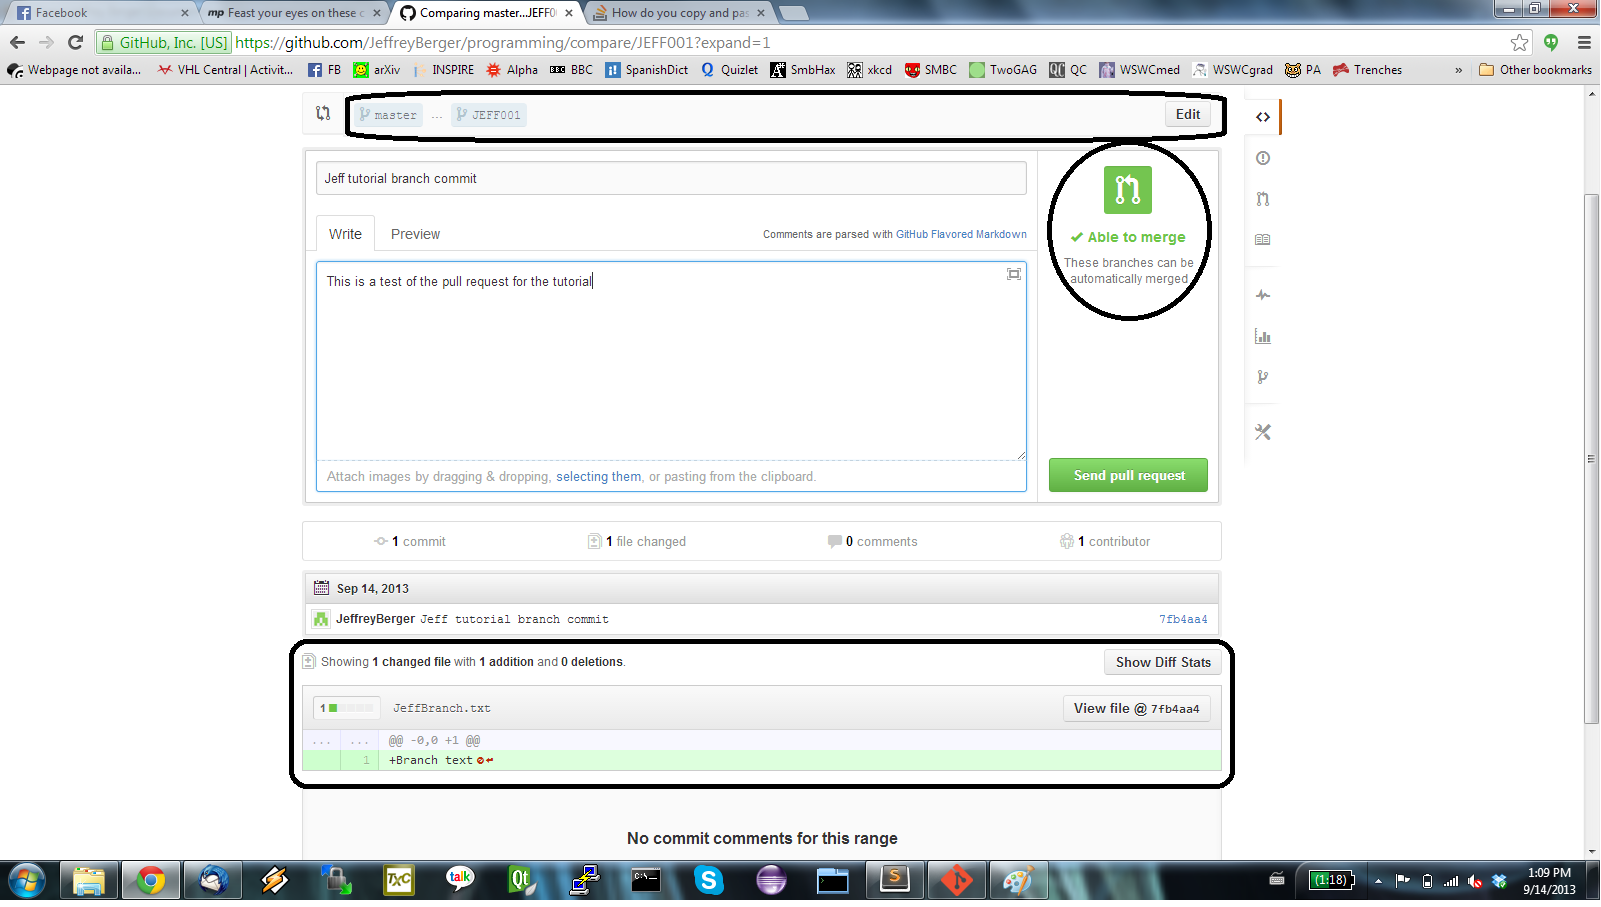 Facebook
mp Feast your eyes on these c
Comparing master...JEFF0
How do you copy and pas
GitHub, Inc. [US] https://github.com/JeffreyBerger/programming/compare/JEFF001?expand=1
Webpage not availa... VHL Central | Activit... FB arXiv INSPIRE Alpha BBC BBC SpanishDict Q Quizlet SmbHax xkcd SMBC TwoGAG QC QC WSWCmed WSWCgrad PA Trenches » Other bookmarks
master ... JEFF001 Edit
Jeff tutorial branch commit
Write Preview Comments are parsed with GitHub Flavored Markdown
This is a test of the pull request for the tutorial
Able to merge
These branches can be
automatically merged.
Attach images by dragging & dropping, selecting them, or pasting from the clipboard.
Send pull request
1 commit 1 file changed 0 comments 1 contributor
Sep 14, 2013
JeffreyBerger Jeff tutorial branch commit 7fb4aa4
Showing 1 changed file with 1 addition and 0 deletions. Show Diff Stats
1 JeffBranch.txt View file @ 7fb4aa4
... ... @@ -0,0 +1 @@
1 +Branch text
No commit comments for this range
TXC talk Qt C:\. S (1:18) 1:09 PM
9/14/2013